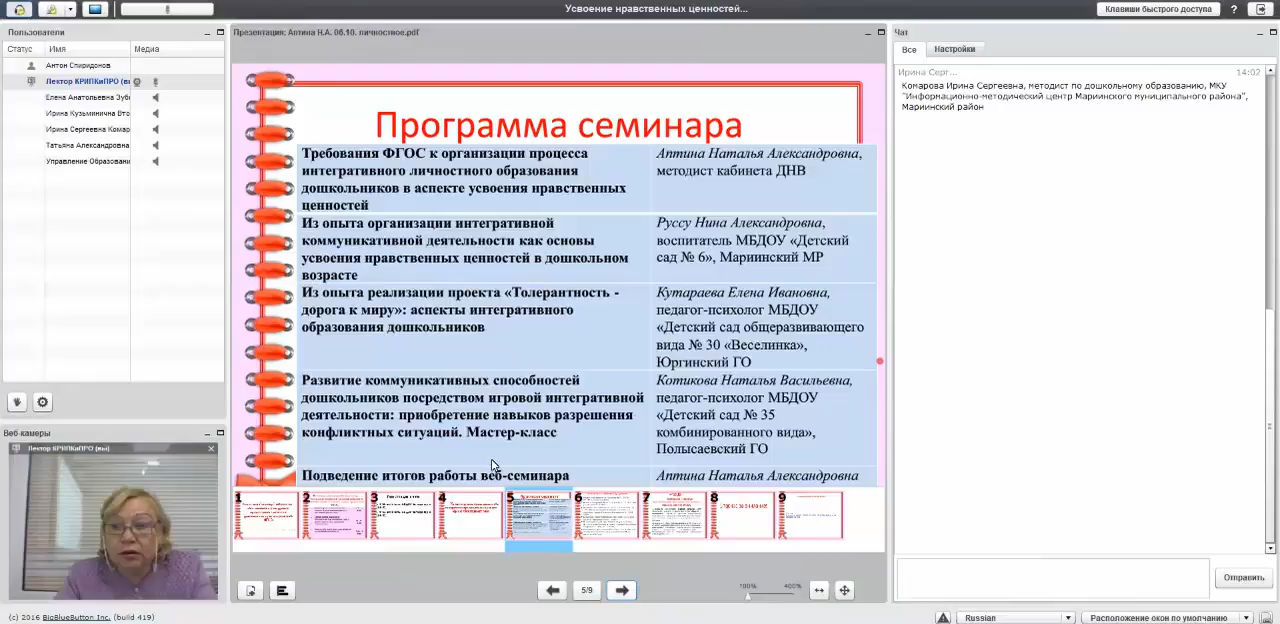 Усвоение нравственных ценностей...
Клавиши быстрого доступа
?
Пользователи
Статус Имя Медиа
Антон Спиридонов
Лектор КРИПКиПРО (вы
Елена Анатольевна Зуб
Ирина Кузьминична Вто
Ирина Сергеевна Комар
Татьяна Александровна
Управление Образовани
Веб-камеры
Лектор КРИПКиПРО (вы)
Презентация: Аптина Н.А. 06.10. личностное.pdf
Программа семинара
Требования ФГОС к организации процесса
интегративного личностного образования
дошкольников в аспекте усвоения нравственных
ценностей
Аптина Наталья Александровна,
методист кабинета ДНВ
Из опыта организации интегративной
коммуникативной деятельности как основы
усвоения нравственных ценностей в дошкольном
возрасте
Руссу Нина Александровна,
воспитатель МБДОУ «Детский
сад № 6», Мариинский МР
Из опыта реализации проекта «Толерантность -
дорога к миру»: аспекты интегративного
образования дошкольников
Кутараева Елена Ивановна,
педагог-психолог МБДОУ
«Детский сад общеразвивающего
вида № 30 «Веселинка»,
Юргинский ГО
Развитие коммуникативных способностей
дошкольников посредством игровой интегративной
деятельности: приобретение навыков разрешения
конфликтных ситуаций. Мастер-класс
Котикова Наталья Васильевна,
педагог-психолог МБДОУ
«Детский сад № 35
комбинированного вида»,
Полысаевский ГО
Подведение итогов работы веб-семинара
Аптина Наталья Александровна
1 2 3 4 5 6 7 8 9
5/9
100% 400%
Чат
Все Настройки
Ирина Серг... 14:02
Комарова Ирина Сергеевна, методист по дошкольному образованию, МКУ
"Информационно-методический центр Мариинского муниципального района",
Мариинский район
Отправить
(c) 2016 BigBlueButton Inc. (build 419)
Russian
Расположение окон по умолчанию